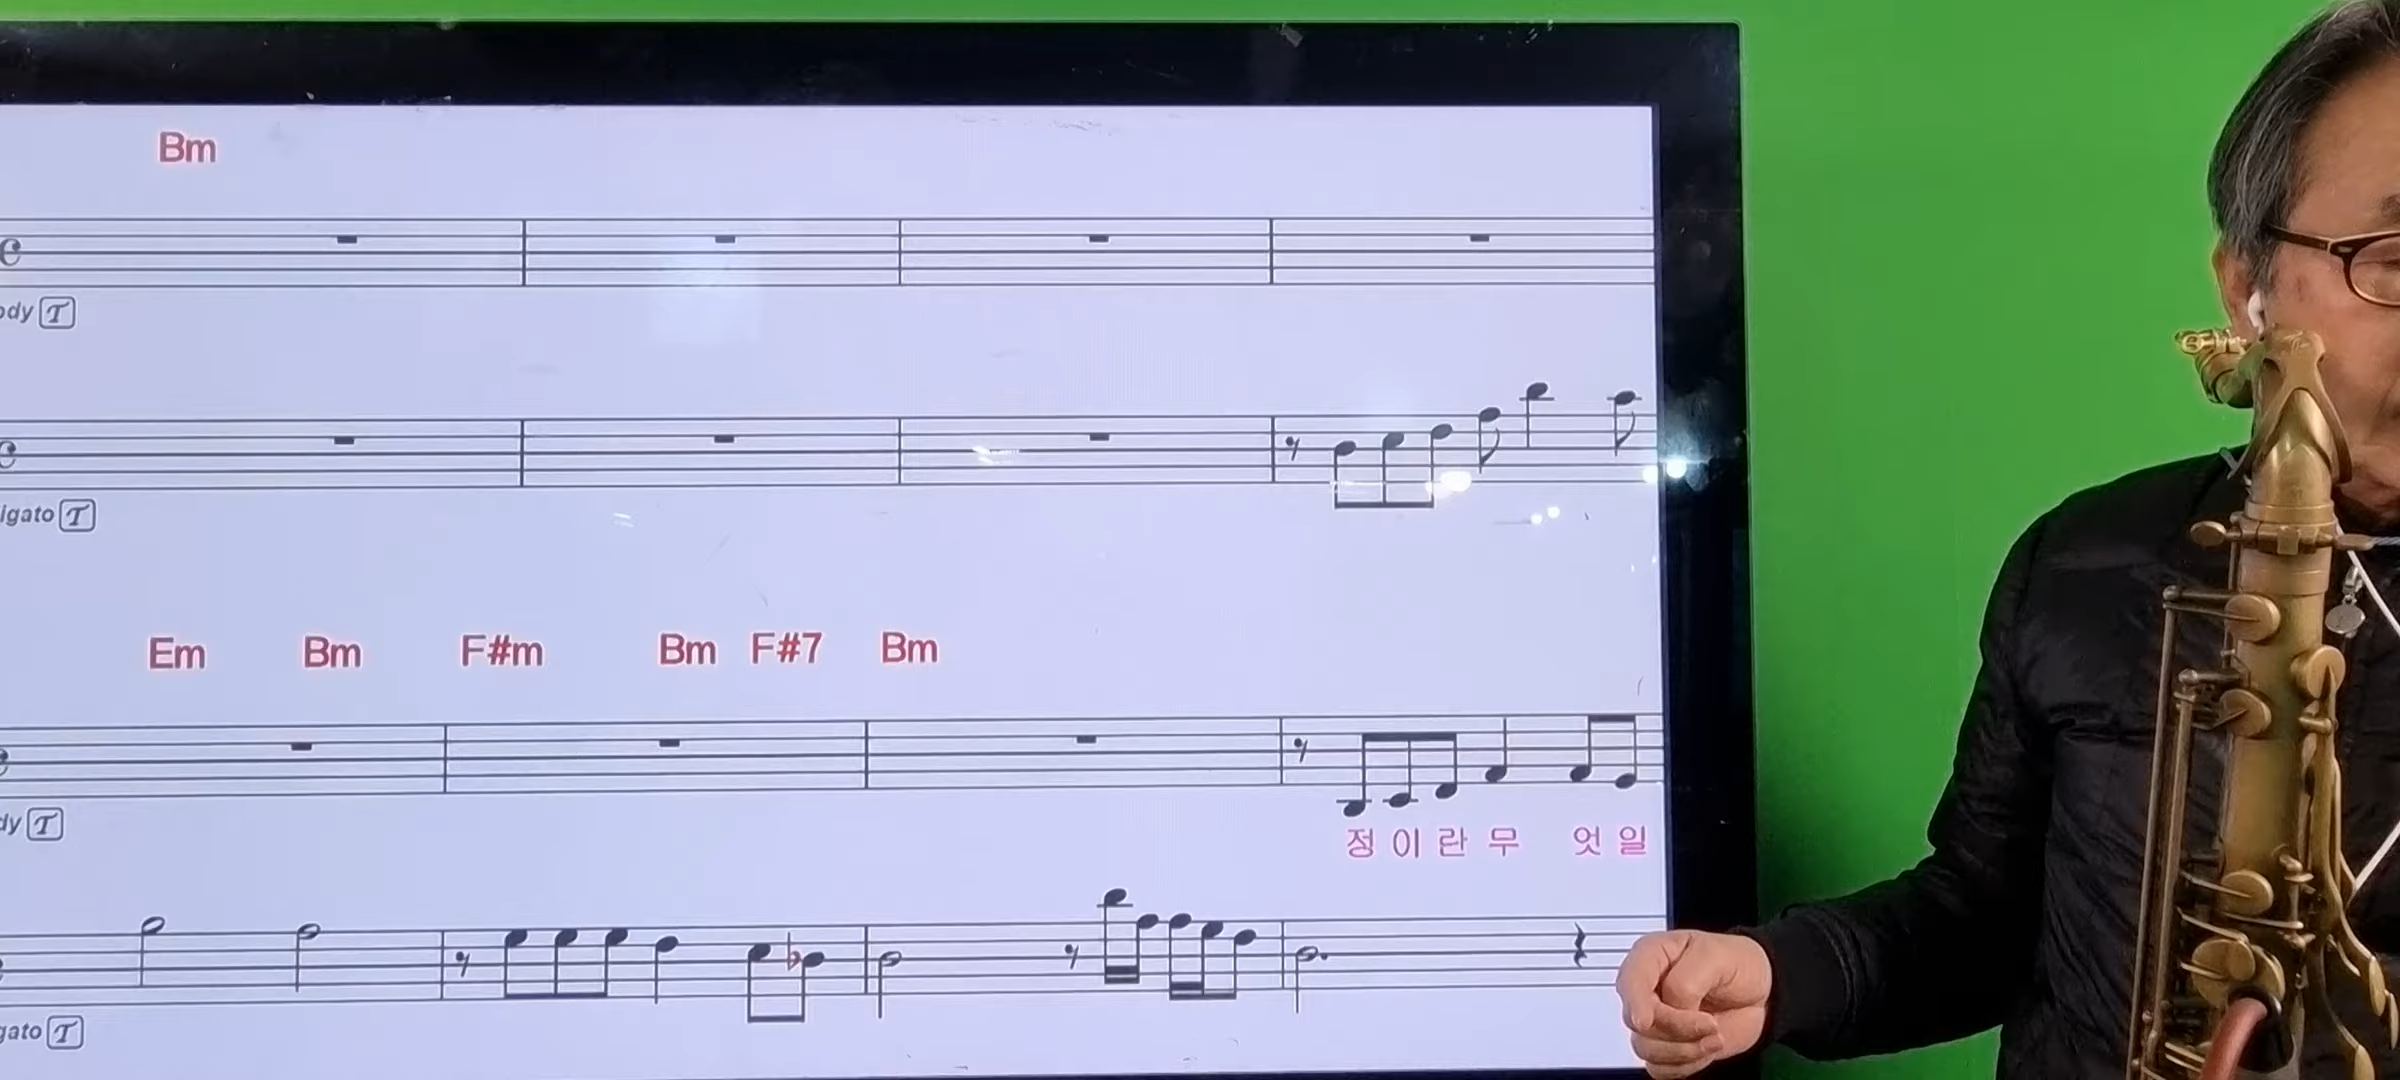 Bm
ody T
igato T
Em Bm F#m Bm F#7 Bm
dy T
정 이 란 무 엇 일
gato T